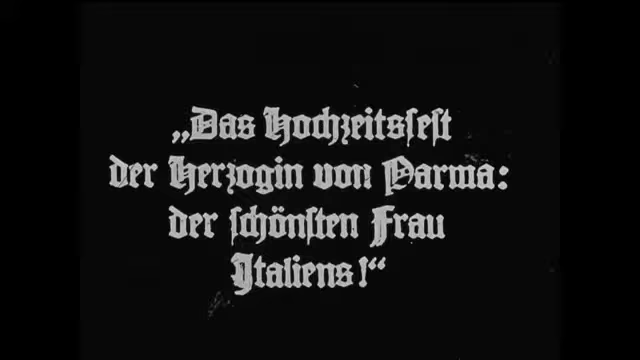 „Das Hochzeitsfest
der Herzogin von Parma:
der schönsten Frau
Italiens!“